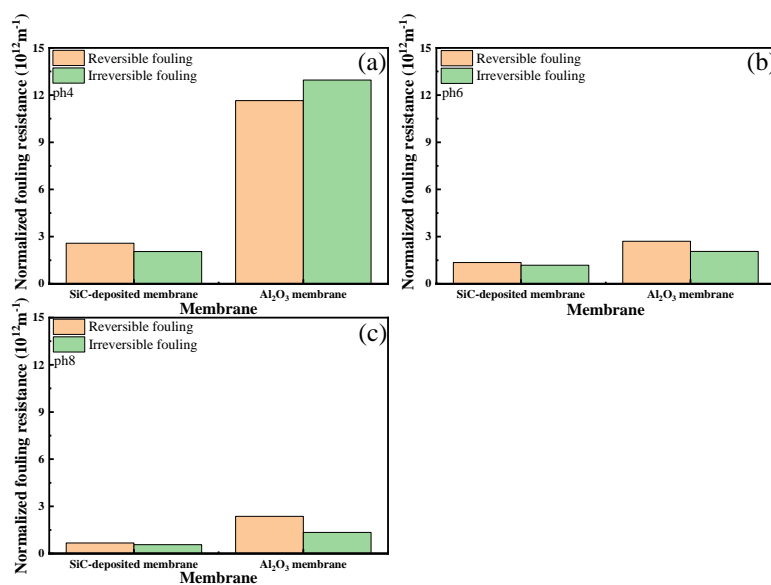 Normalized fouling resistance (10¹²m⁻¹)
15
12
9
6
3
0
Reversible fouling
Irreversible fouling
ph4
(a)
SiC-deposited membrane
Al₂O₃ membrane
Membrane
Normalized fouling resistance (10¹²m⁻¹)
15
12
9
6
3
0
Reversible fouling
Irreversible fouling
ph6
(b)
SiC-deposited membrane
Al₂O₃ membrane
Membrane
Normalized fouling resistance (10¹²m⁻¹)
15
12
9
6
3
0
Reversible fouling
Irreversible fouling
ph8
(c)
SiC-deposited membrane
Al₂O₃ membrane
Membrane